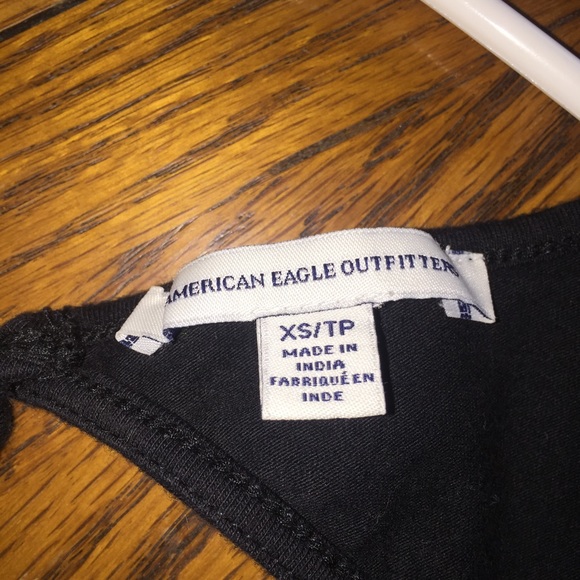 AMERICAN EAGLE OUTFITTERS
XS/TP
MADE IN
INDIA
FABRIQUÉ EN
INDE